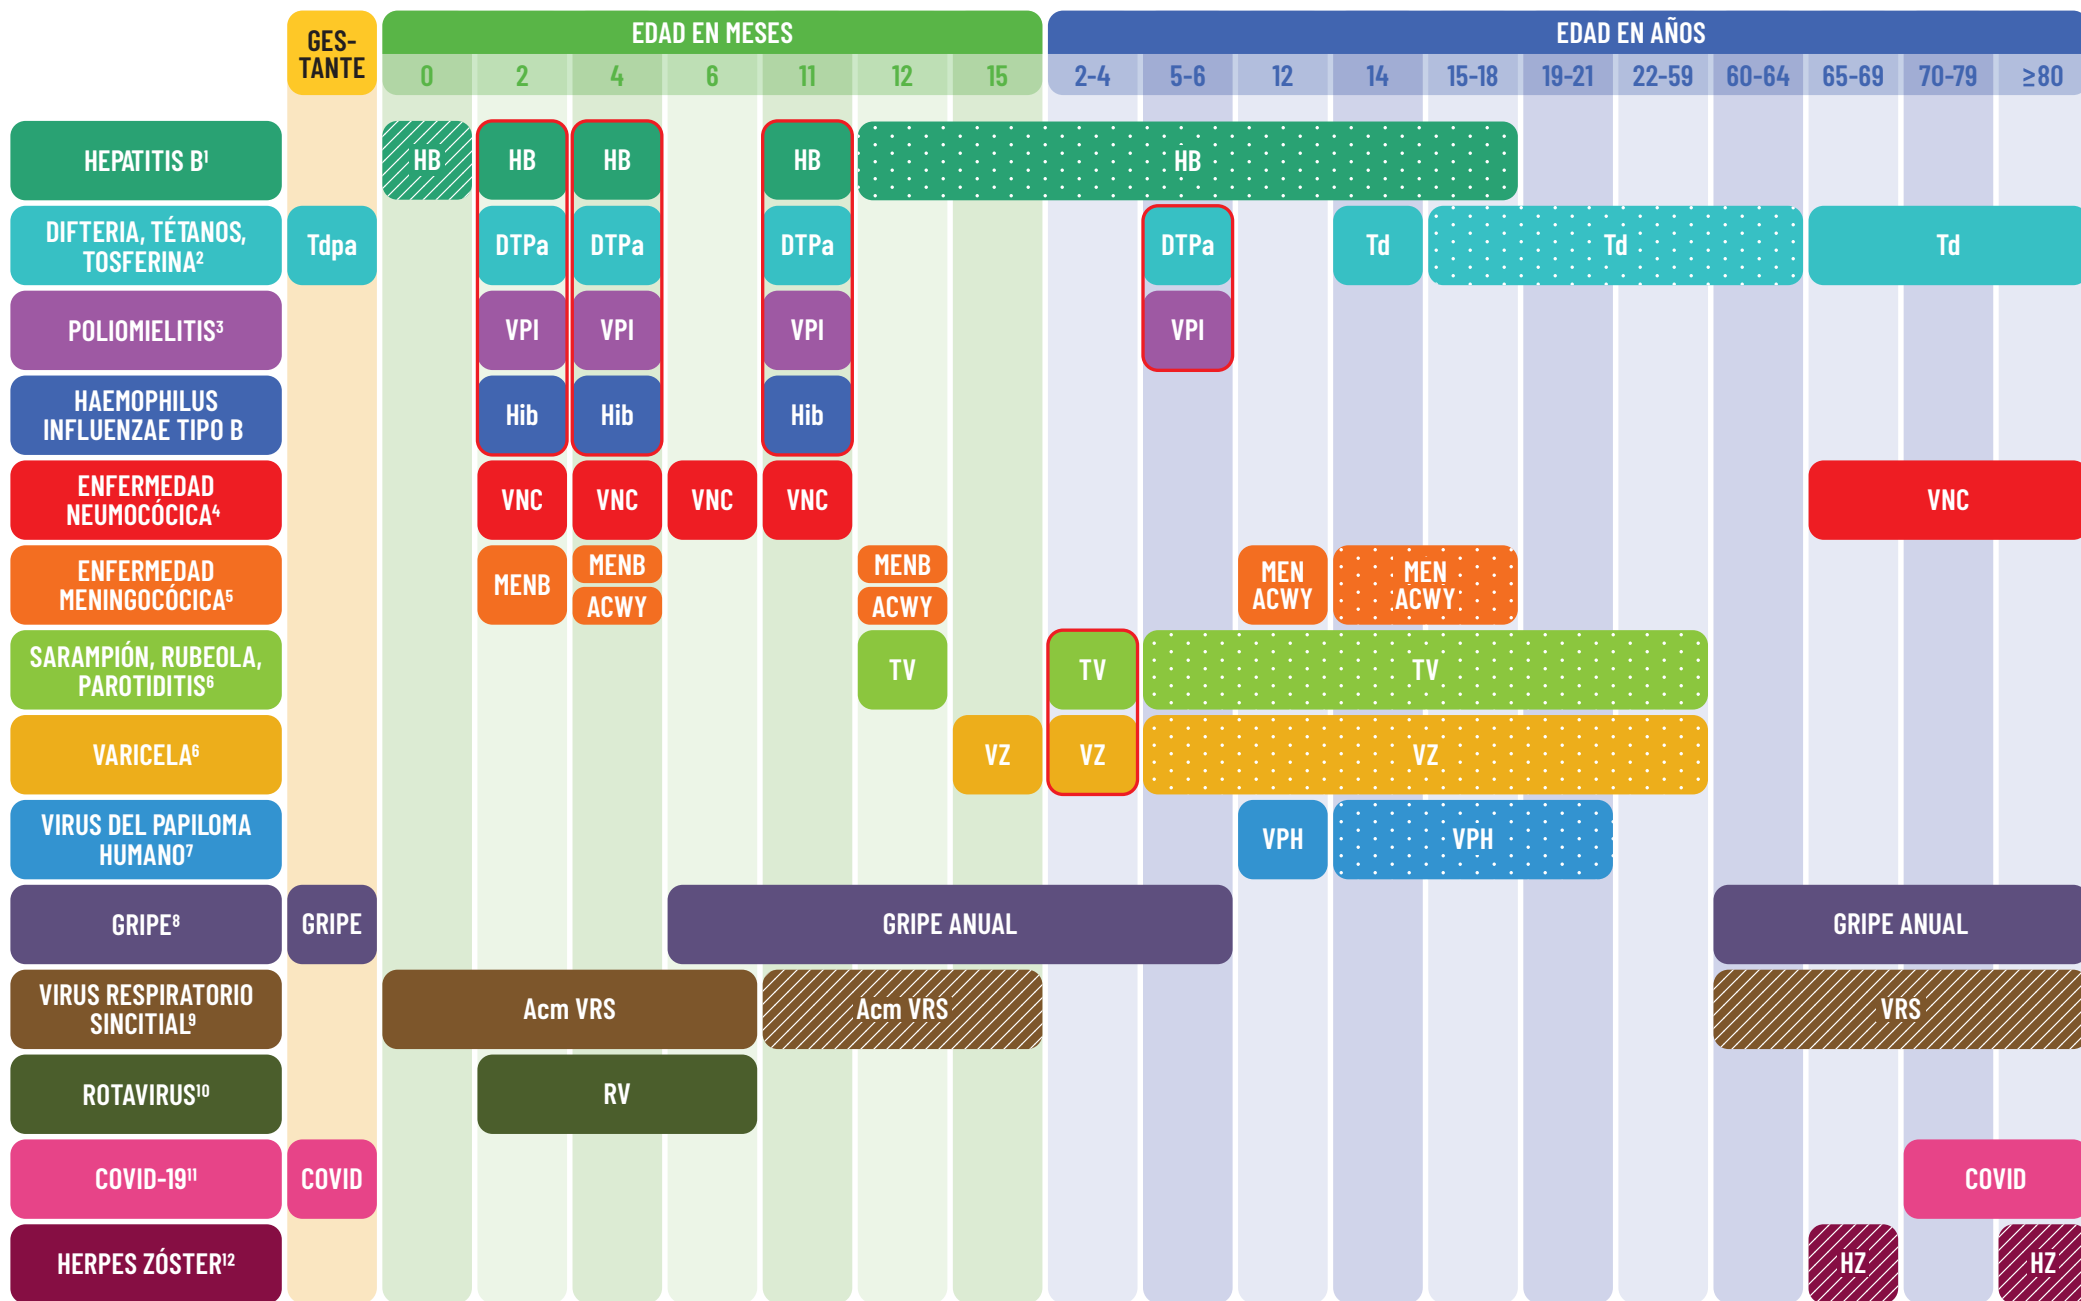 GES-
TANTE
EDAD EN MESES
EDAD EN AÑOS
0 2 4 6 11 12 15 2-4 5-6 12 14 15-18 19-21 22-59 60-64 65-69 70-79 ≥80
HEPATITIS B¹
HB HB HB HB HB
DIFTERIA, TÉTANOS,
TOSFERINA²
Tdpa DTPa DTPa DTPa DTPa Td Td Td
POLIOMIELITIS³
VPI VPI VPI VPI
HAEMOPHILUS
INFLUENZAE TIPO B
Hib Hib Hib
ENFERMEDAD
NEUMOCÓCICA⁴
VNC VNC VNC VNC VNC
ENFERMEDAD
MENINGOCÓCICA⁵
MENB
MENB
ACWY
MENB
ACWY
MEN
ACWY
MEN
ACWY
SARAMPIÓN, RUBEOLA,
PAROTIDITIS⁶
TV TV TV
VARICELA⁶
VZ VZ VZ
VIRUS DEL PAPILOMA
HUMANO⁷
VPH VPH
GRIPE⁸
GRIPE GRIPE ANUAL GRIPE ANUAL
VIRUS RESPIRATORIO
SINCITIAL⁹
Acm VRS Acm VRS VRS
ROTAVIRUS¹⁰
RV
COVID-19¹¹
COVID COVID
HERPES ZÓSTER¹²
HZ HZ